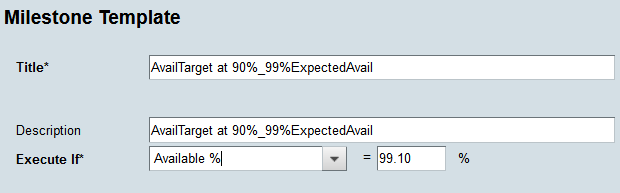 Milestone Template
Title* AvailTarget at 90%_99%ExpectedAvail
Description AvailTarget at 90%_99%ExpectedAvail
Execute If* Available % = 99.10 %